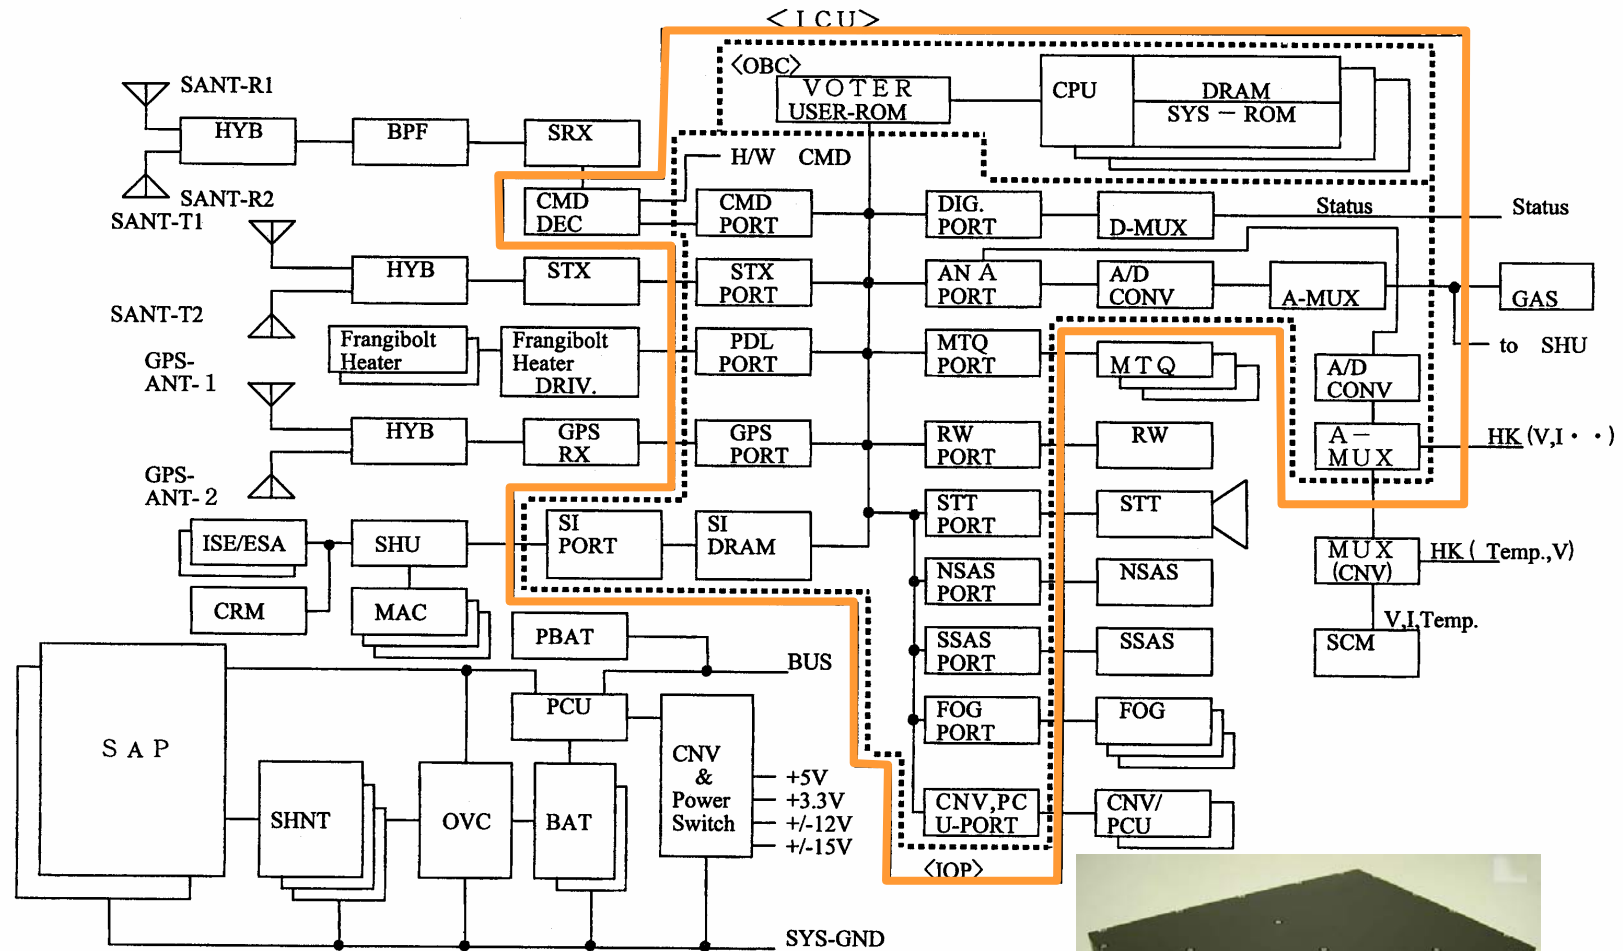 <ICU>
<OBC>
VOTER
USER-ROM
CPU
DRAM
SYS-ROM
SANT-R1
HYB
BPF
SRX
SANT-R2
H/W CMD
CMD
DEC
CMD
PORT
DIG.
PORT
D-MUX
Status
Status
SANT-T1
HYB
STX
STX
PORT
ANA
PORT
A/D
CONV
A-MUX
GAS
SANT-T2
to SHU
Frangibolt
Heater
Frangibolt
Heater
DRIV.
PDL
PORT
MTQ
PORT
MTQ
A/D
CONV
GPS-
ANT-1
HYB
GPS
RX
GPS
PORT
RW
PORT
RW
A-
MUX
HK(V,I・・)
GPS-
ANT-2
ISE/ESA
SHU
SI
PORT
SI
DRAM
STT
PORT
STT
MUX
(CNV)
HK( Temp.,V)
CRM
MAC
NSAS
PORT
NSAS
V,I,Temp.
SCM
PBAT
BUS
SSAS
PORT
SSAS
SAP
PCU
FOG
PORT
FOG
CNV
&
Power
Switch
+5V
+3.3V
+/-12V
+/-15V
SHNT
OVC
BAT
CNV,PC
U-PORT
CNV/
PCU
<IOP>
SYS-GND